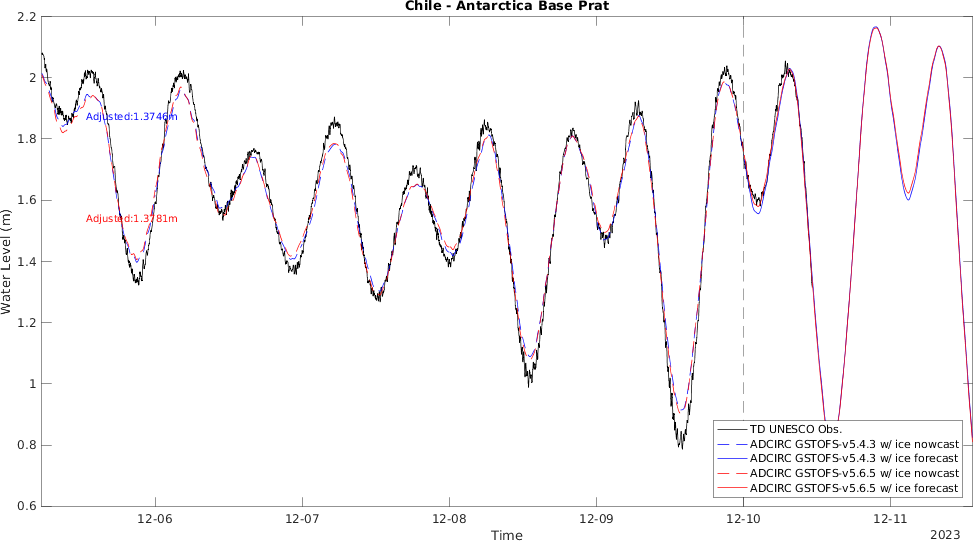 Chile - Antarctica Base Prat
2.2
2
1.8
1.6
1.4
1.2
1
0.8
0.6
Water Level (m)
Adjusted:1.3746m
Adjusted:1.3781m
TD UNESCO Obs.
ADCIRC GSTOFS-v5.4.3 w/ ice nowcast
ADCIRC GSTOFS-v5.4.3 w/ ice forecast
ADCIRC GSTOFS-v5.6.5 w/ ice nowcast
ADCIRC GSTOFS-v5.6.5 w/ ice forecast
12-06 12-07 12-08 12-09 12-10 12-11
Time
2023